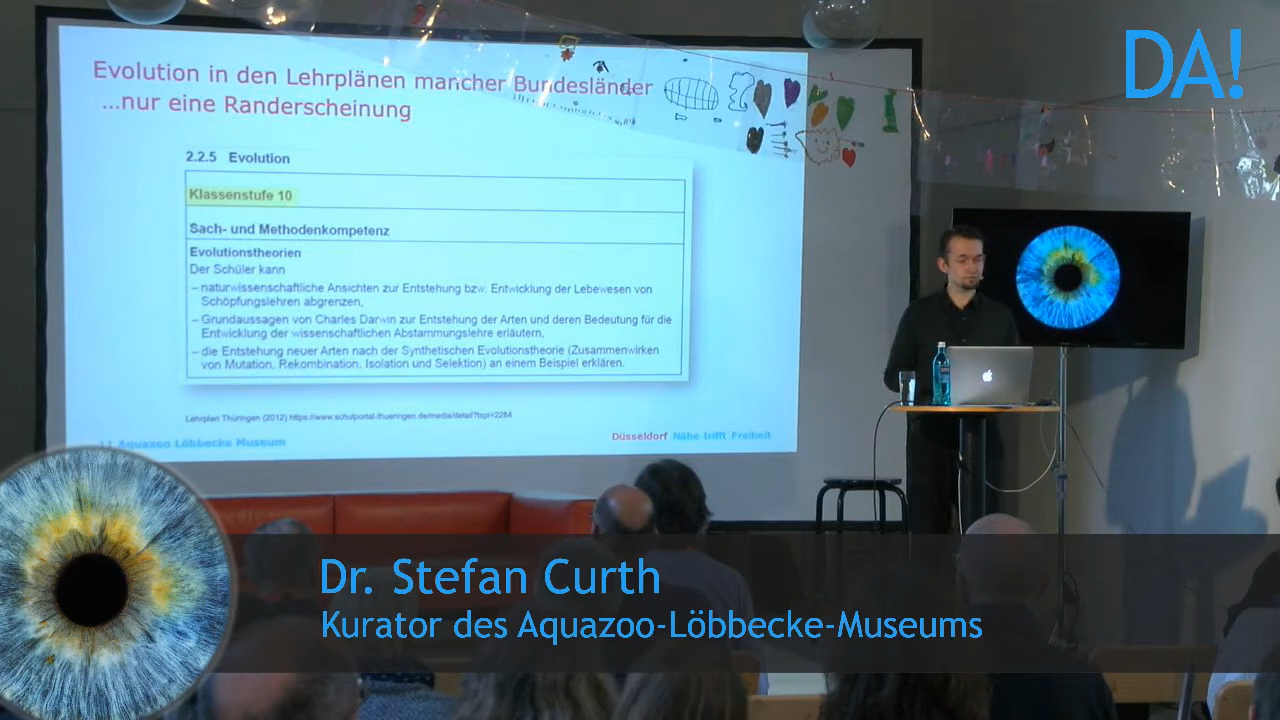 Evolution in den Lehrplänen mancher Bundesländer
...nur eine Randerscheinung
DA!
2.2.5 Evolution
Klassenstufe 10
Sach- und Methodenkompetenz
Evolutionstheorien
Der Schüler kann
– naturwissenschaftliche Ansichten zur Entstehung bzw. Entwicklung der Lebewesen von
Schöpfungslehren abgrenzen,
– Grundaussagen von Charles Darwin zur Entstehung der Arten und deren Bedeutung für die
Entwicklung der wissenschaftlichen Abstammungslehre erläutern,
– die Entstehung neuer Arten nach der Synthetischen Evolutionstheorie (Zusammenwirken
von Mutation, Rekombination, Isolation und Selektion) an einem Beispiel erklären.
Lehrplan Thüringen (2012) https://www.schulportal-thueringen.de/media/detail?tspi=2284
11 Aquazoo Löbbecke Museum
Düsseldorf Nähe trifft Freiheit
Dr. Stefan Curth
Kurator des Aquazoo-Löbbecke-Museums